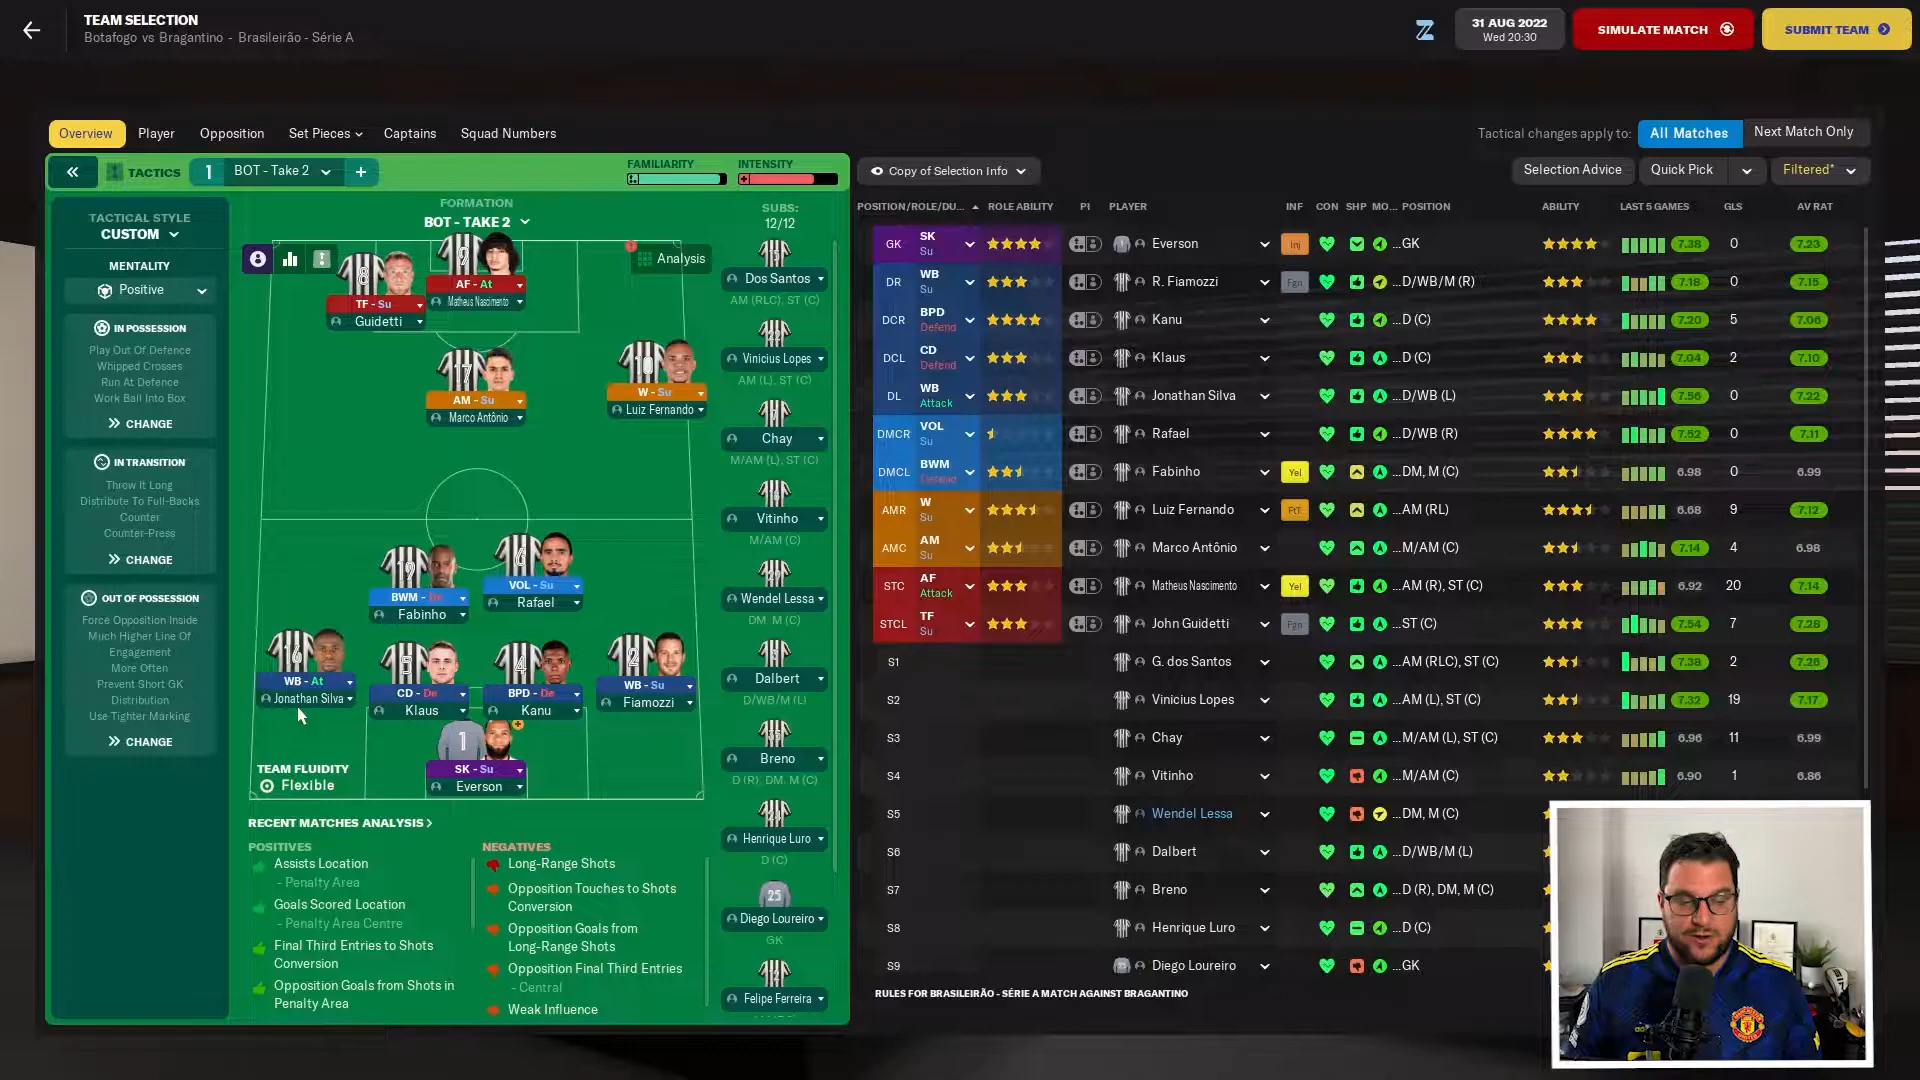 TEAM SELECTION
Botafogo vs Bragantino - Brasileirão - Série A
31 AUG 2022
Wed 20:30
SIMULATE MATCH
SUBMIT TEAM
Overview Player Opposition Set Pieces Captains Squad Numbers
Tactical changes apply to: All Matches Next Match Only
TACTICS 1 BOT - Take 2 +
FAMILIARITY INTENSITY
Copy of Selection Info
Selection Advice Quick Pick Filtered*
TACTICAL STYLE
CUSTOM
MENTALITY
Positive
IN POSSESSION
Play Out Of Defence
Whipped Crosses
Run At Defence
Work Ball Into Box
CHANGE
IN TRANSITION
Throw It Long
Distribute To Full-Backs
Counter
Counter-Press
CHANGE
OUT OF POSSESSION
Force Opposition Inside
Much Higher Line Of
Engagement
More Often
Prevent Short GK
Distribution
Use Tighter Marking
CHANGE
FORMATION
BOT - TAKE 2
Analysis
8
TF - Su
Guidetti
9
AF - At
Matheus Nascimento
17
AM - Su
Marco Antônio
10
W - Su
Luiz Fernando
19
BWM - De
Fabinho
6
VOL - Su
Rafael
16
WB - At
Jonathan Silva
5
CD - De
Klaus
4
BPD - De
Kanu
2
WB - Su
Fiamozzi
1
SK - Su
Everson
TEAM FLUIDITY
Flexible
SUBS:
12/12
Dos Santos
AM (RLC), ST (C)
Vinicius Lopes
AM (L), ST (C)
Chay
M/AM (L), ST (C)
Vitinho
M/AM (C)
Wendel Lessa
DM, M (C)
Dalbert
D/WB/M (L)
Breno
D (R), DM, M (C)
Henrique Luro
D (C)
25
Diego Loureiro
GK
Felipe Ferreira
RECENT MATCHES ANALYSIS
POSITIVES
Assists Location
- Penalty Area
Goals Scored Location
- Penalty Area Centre
Final Third Entries to Shots
Conversion
Opposition Goals from Shots in
Penalty Area
NEGATIVES
Long-Range Shots
Opposition Touches to Shots
Conversion
Opposition Goals from
Long-Range Shots
Opposition Final Third Entries
- Central
Weak Influence
POSITION/ROLE/DU... ROLE ABILITY PI PLAYER INF CON SHP MO... POSITION ABILITY LAST 5 GAMES GLS AV RAT
GK SK Su Everson Inj ...GK 7.38 0 7.23
DR WB Su R. Fiamozzi Fgn ...D/WB/M (R) 7.18 0 7.15
DCR BPD Defend Kanu ...D (C) 7.20 5 7.06
DCL CD Defend Klaus ...D (C) 7.04 2 7.10
DL WB Attack Jonathan Silva ...D/WB (L) 7.56 0 7.22
DMCR VOL Su Rafael ...D/WB (R) 7.52 0 7.11
DMCL BWM Defend Fabinho Yel ...DM, M (C) 6.98 0 6.99
AMR W Su Luiz Fernando FtT ...AM (RL) 6.68 9 7.12
AMC AM Su Marco Antônio ...M/AM (C) 7.14 4 6.98
STC AF Attack Matheus Nascimento Yel ...AM (R), ST (C) 6.92 20 7.14
STCL TF Su John Guidetti Fgn ...ST (C) 7.54 7 7.28
S1 G. dos Santos ...AM (RLC), ST (C) 7.38 2 7.26
S2 Vinicius Lopes ...AM (L), ST (C) 7.32 19 7.17
S3 Chay ...M/AM (L), ST (C) 6.96 11 6.99
S4 Vitinho ...M/AM (C) 6.90 1 6.86
S5 Wendel Lessa ...DM, M (C)
S6 Dalbert ...D/WB/M (L)
S7 Breno ...D (R), DM, M (C)
S8 Henrique Luro ...D (C)
S9 Diego Loureiro ...GK
RULES FOR BRASILEIRÃO - SÉRIE A MATCH AGAINST BRAGANTINO